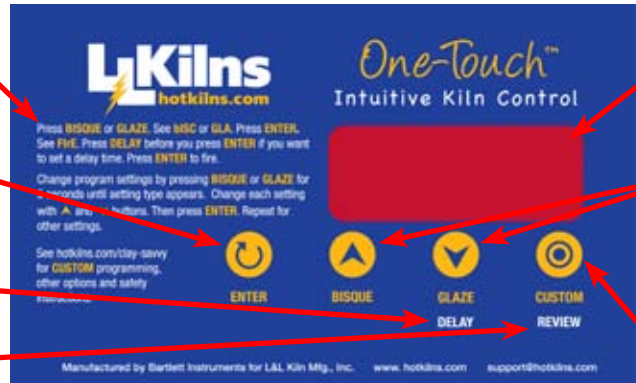 L&L Kilns
hotkilns.com
One-Touch™
Intuitive Kiln Control
Press BISQUE or GLAZE. See bISC or GLA. Press ENTER.
See FIrE. Press DELAY before you press ENTER if you want
to set a delay time. Press ENTER to fire.
Change program settings by pressing BISQUE or GLAZE for
seconds until setting type appears. Change each setting
with and buttons. Then press ENTER. Repeat for
other settings.
See hotkilns.com/clay-savvy
for CUSTOM programming,
other options and safety
instructions.
ENTER
BISQUE
GLAZE
CUSTOM
DELAY
REVIEW
Manufactured by Bartlett Instruments for L&L Kiln Mfg., Inc. www.hotkilns.com support@hotkilns.com